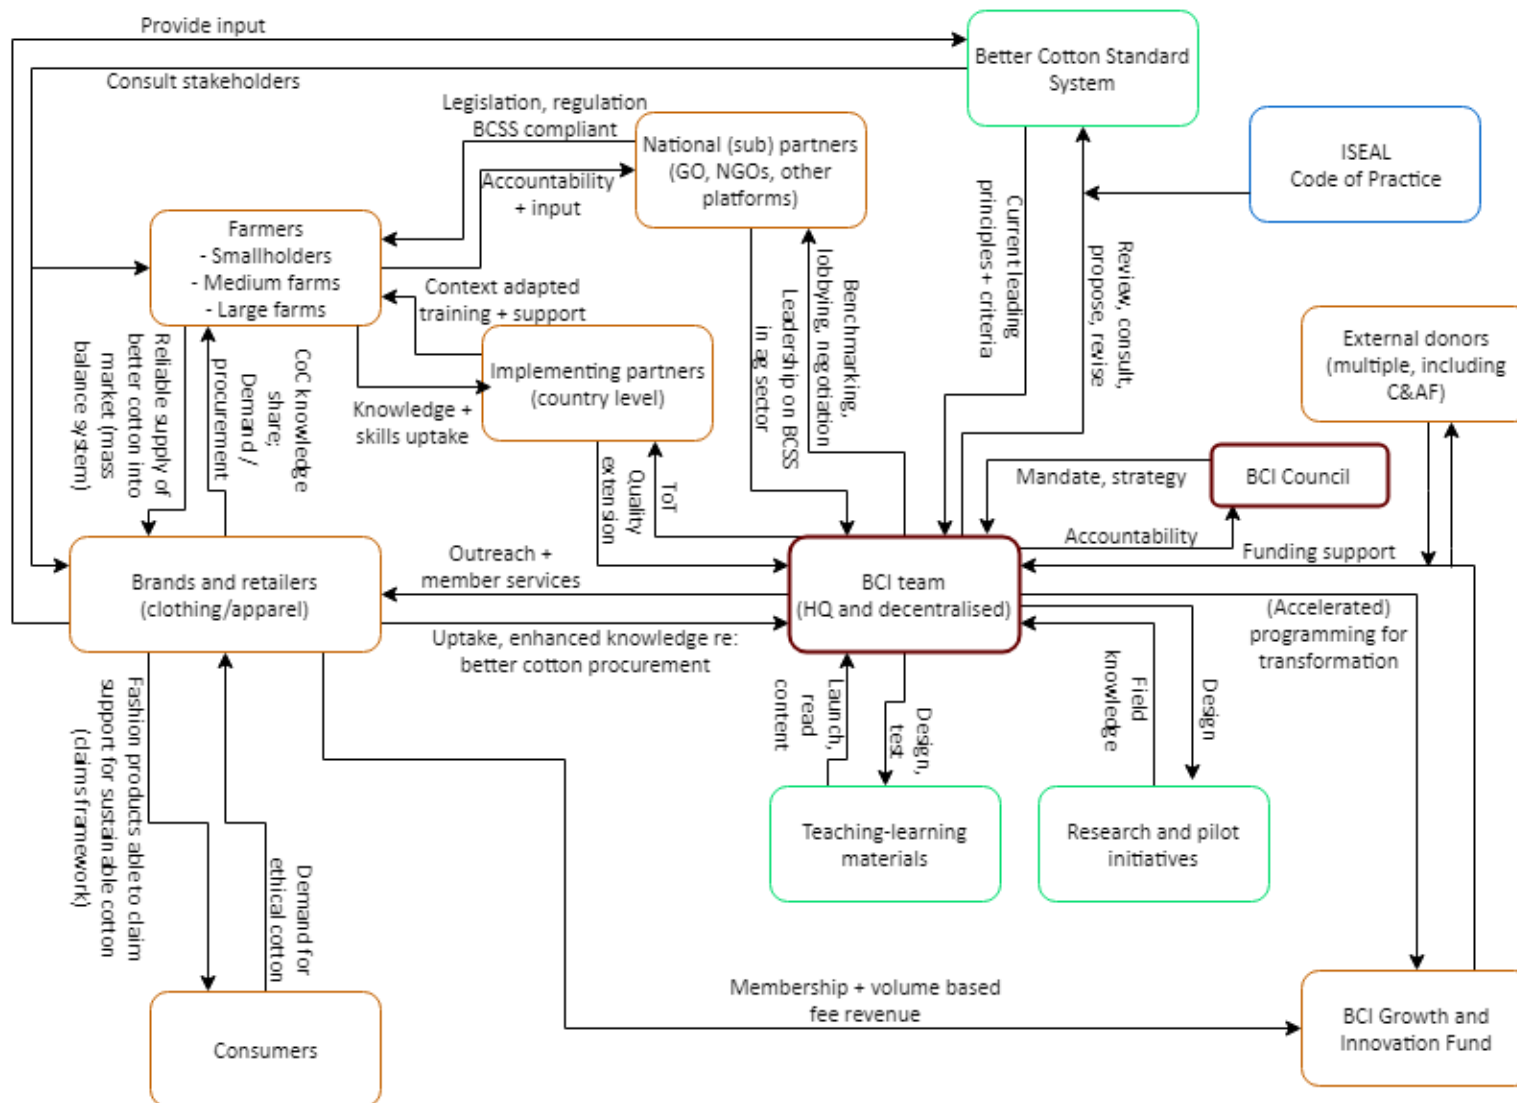 Provide input
Consult stakeholders
Better Cotton Standard
System
Legislation, regulation
BCSS compliant
National (sub) partners
(GO, NGOs, other
platforms)
ISEAL
Code of Practice
Accountability
+ input
Farmers
- Smallholders
- Medium farms
- Large farms
Context adapted
training + support
Implementing partners
(country level)
Knowledge +
skills uptake
Benchmarking,
lobbying, negotiation
Leadership on BCSS
in ag sector
Current leading
principles + criteria
Review, consult,
propose, revise
External donors
(multiple, including
C&AF)
Reliable supply of
better cotton into
market (mass
balance system)
CoC knowledge
share;
Demand /
procurement
ToT
Quality
extension
Mandate, strategy
BCI Council
Accountability
Funding support
Brands and retailers
(clothing/apparel)
Outreach +
member services
BCI team
(HQ and decentralised)
Uptake, enhanced knowledge re:
better cotton procurement
(Accelerated)
programming for
transformation
Launch,
read
content
Design,
test
Field
knowledge
Design
Fashion products able to claim
support for sustainable cotton
(claims framework)
Demand for
ethical cotton
Teaching-learning
materials
Research and pilot
initiatives
Membership + volume based
fee revenue
Consumers
BCI Growth and
Innovation Fund